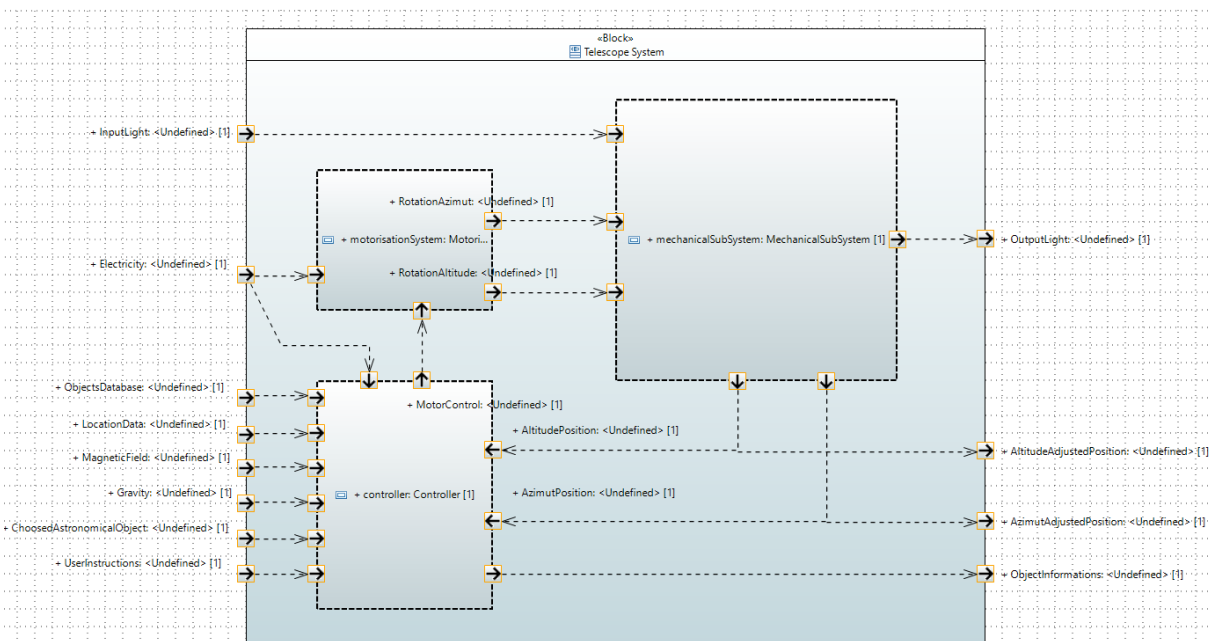 «Block»
Telescope System
+ InputLight: <Undefined> [1]
+ RotationAzimut: <Undefined> [1]
+ motorisationSystem: Motori...
+ mechanicalSubSystem: MechanicalSubSystem [1]
+ OutputLight: <Undefined> [1]
+ Electricity: <Undefined> [1]
+ RotationAltitude: <Undefined> [1]
+ ObjectsDatabase: <Undefined> [1]
+ MotorControl: <Undefined> [1]
+ LocationData: <Undefined> [1]
+ AltitudePosition: <Undefined> [1]
+ AltitudeAdjustedPosition: <Undefined> [1]
+ MagneticField: <Undefined> [1]
+ Gravity: <Undefined> [1]
+ controller: Controller [1]
+ AzimutPosition: <Undefined> [1]
+ AzimutAdjustedPosition: <Undefined> [1]
+ ChoosedAstronomicalObject: <Undefined> [1]
+ UserInstructions: <Undefined> [1]
+ ObjectInformations: <Undefined> [1]